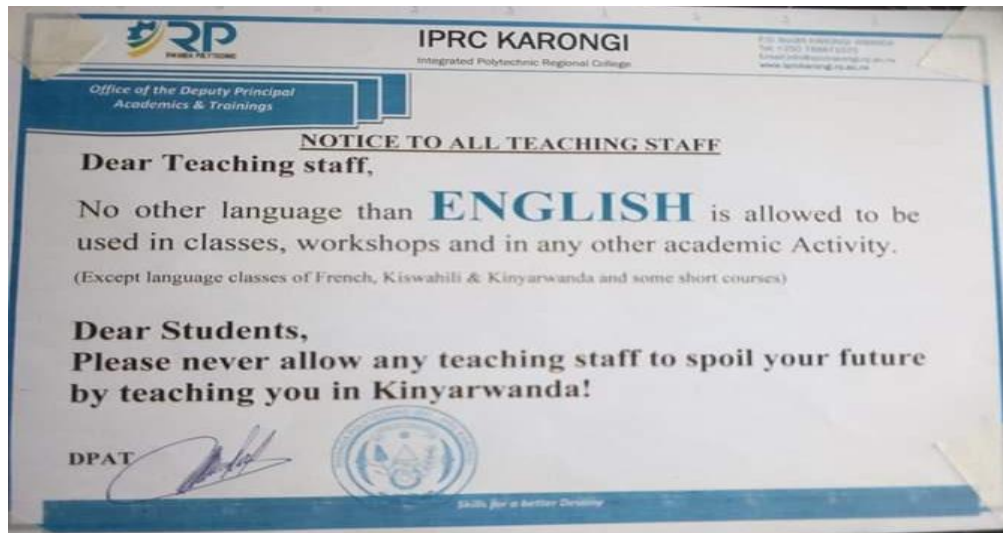 RP
RWANDA POLYTECHNIC
IPRC KARONGI
Integrated Polytechnic Regional College
Office of the Deputy Principal
Academics & Trainings
NOTICE TO ALL TEACHING STAFF
Dear Teaching staff,
No other language than ENGLISH is allowed to be
used in classes, workshops and in any other academic Activity.
(Except language classes of French, Kiswahili & Kinyarwanda and some short courses)
Dear Students,
Please never allow any teaching staff to spoil your future
by teaching you in Kinyarwanda!
DPAT
Skills for a better Destiny